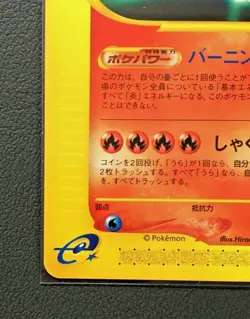 特殊能力
ポケパワー バーニン
この力は、自分の番ごとに1回使うことが
場のポケモン全員についている「基本エネ
すべて「炎」エネルギーになる。このポケモン
ことはできない。
しゃく
コインを2回投げ、「うら」が1回なら、自分
2枚トラッシュする。すべて「うら」なら、自
すべてトラッシュする。
弱点 抵抗力
© Pokémon Illus.Hiro
e